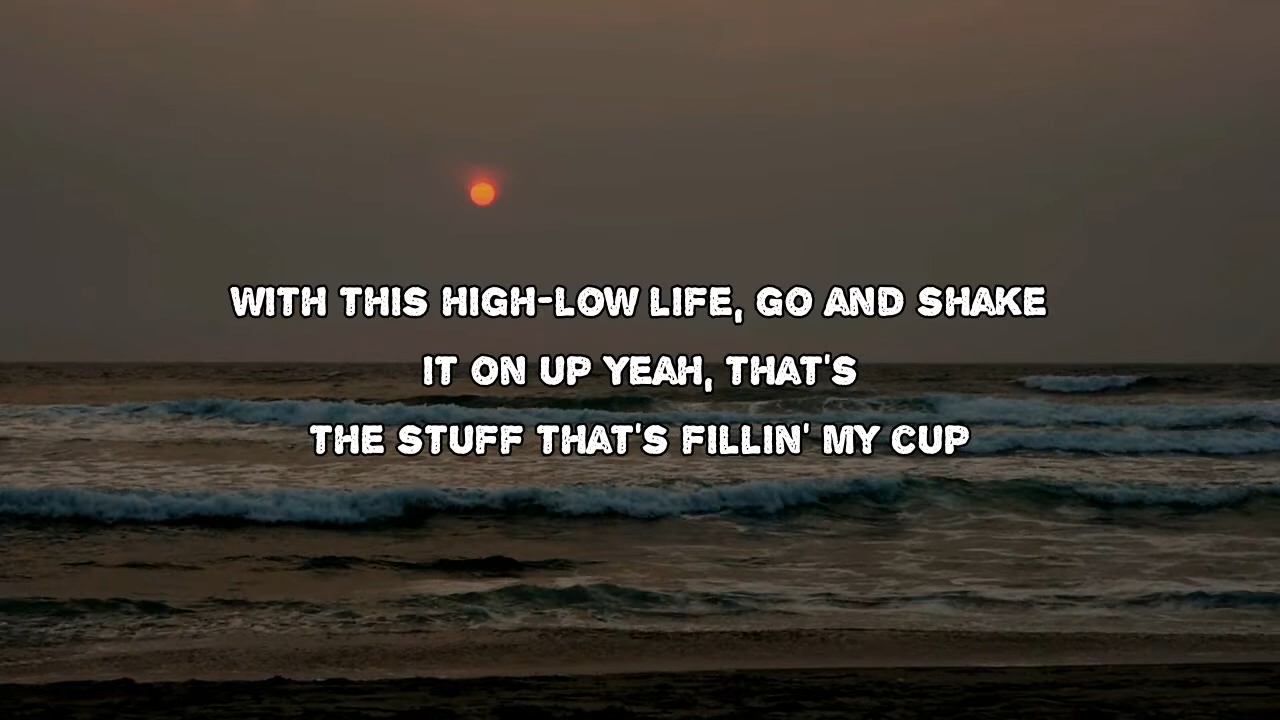 WITH THIS HIGH-LOW LIFE, GO AND SHAKE
IT ON UP YEAH, THAT'S
THE STUFF THAT'S FILLIN' MY CUP